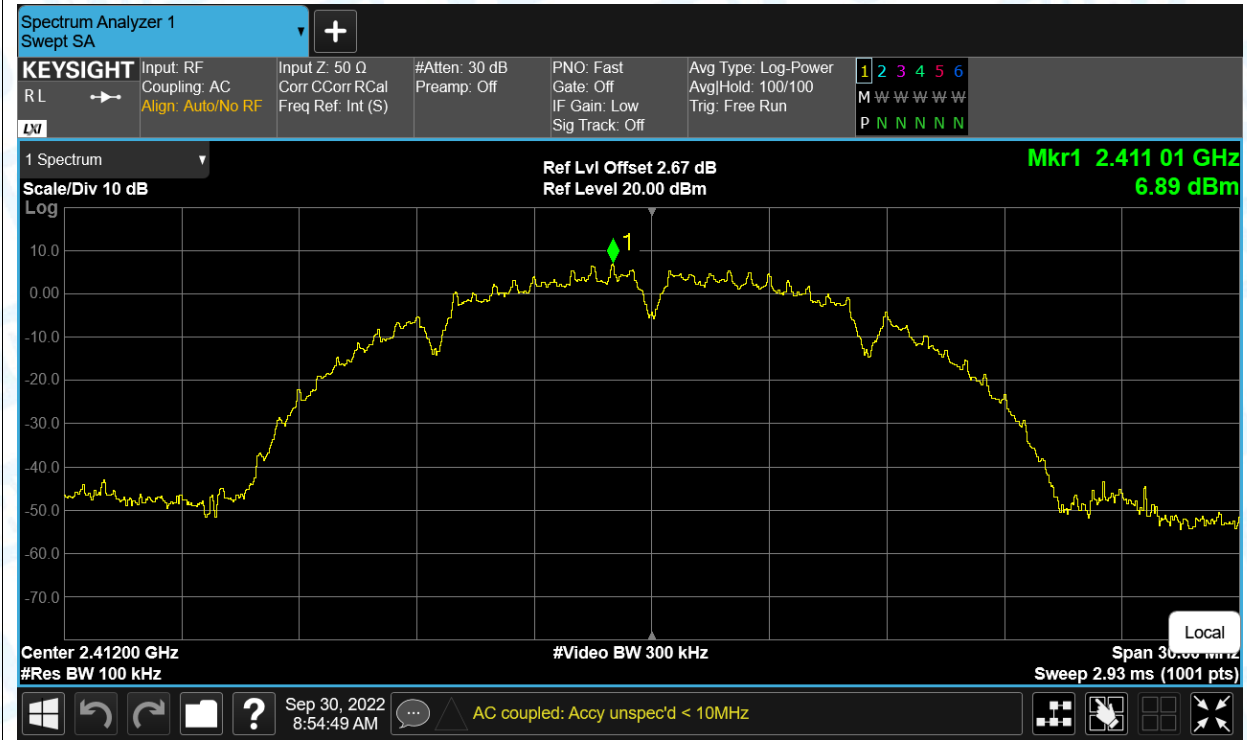 Spectrum Analyzer 1
Swept SA
KEYSIGHT
R L
LXI
Input: RF
Coupling: AC
Align: Auto/No RF
Input Z: 50 Ω
Corr CCorr RCal
Freq Ref: Int (S)
#Atten: 30 dB
Preamp: Off
PNO: Fast
Gate: Off
IF Gain: Low
Sig Track: Off
Avg Type: Log-Power
Avg|Hold: 100/100
Trig: Free Run
1 2 3 4 5 6
M W W W W W W
P N N N N N N
1 Spectrum
Scale/Div 10 dB
Log
Ref Lvl Offset 2.67 dB
Ref Level 20.00 dBm
Mkr1 2.411 01 GHz
6.89 dBm
1
10.0
0.00
-10.0
-20.0
-30.0
-40.0
-50.0
-60.0
-70.0
Local
Center 2.41200 GHz
#Video BW 300 kHz
Span 30.00 MHz
#Res BW 100 kHz
Sweep 2.93 ms (1001 pts)
?
Sep 30, 2022
8:54:49 AM
AC coupled: Accy unspec'd < 10MHz